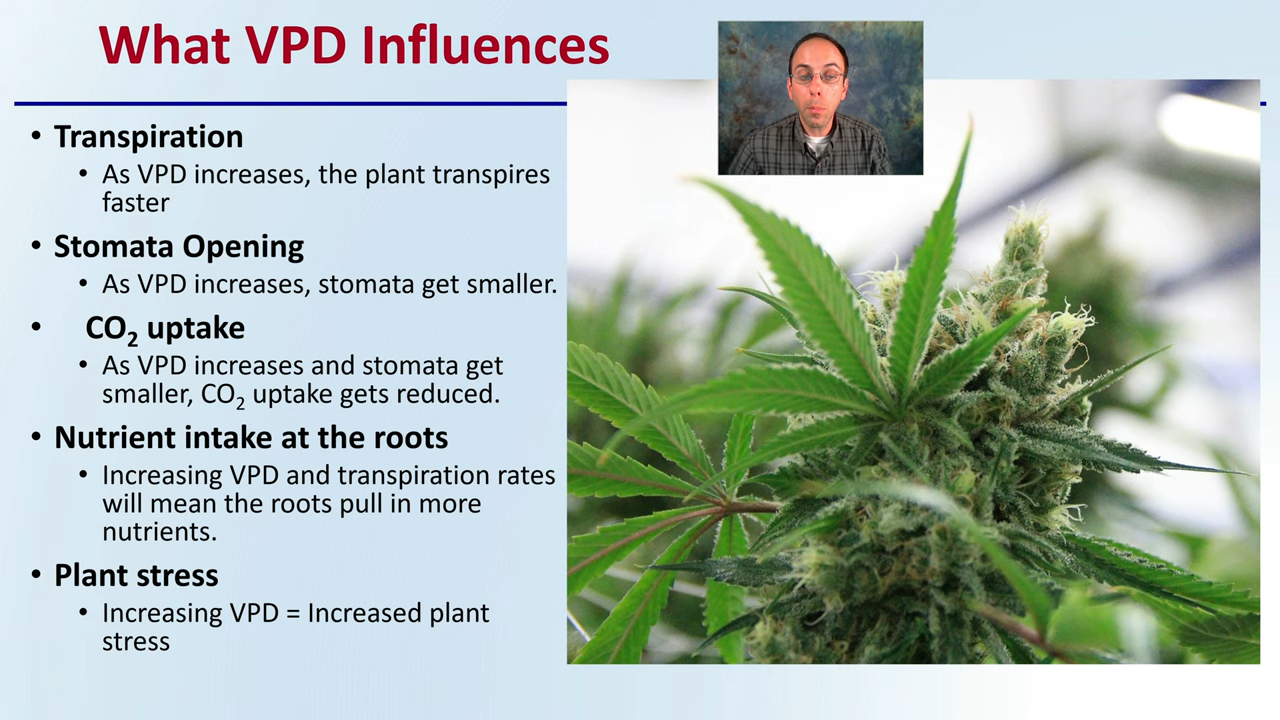 What VPD Influences
• Transpiration
• As VPD increases, the plant transpires
faster
• Stomata Opening
• As VPD increases, stomata get smaller.
• CO₂ uptake
• As VPD increases and stomata get
smaller, CO₂ uptake gets reduced.
• Nutrient intake at the roots
• Increasing VPD and transpiration rates
will mean the roots pull in more
nutrients.
• Plant stress
• Increasing VPD = Increased plant
stress